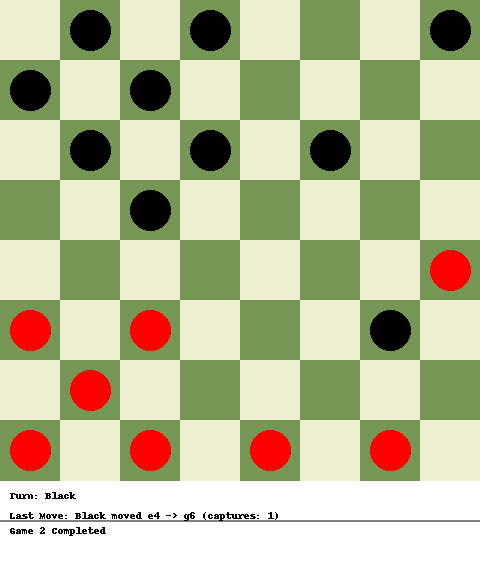 Turn: Black
Last Move: Black moved e4 -> g6 (captures: 1)
Game 2 Completed